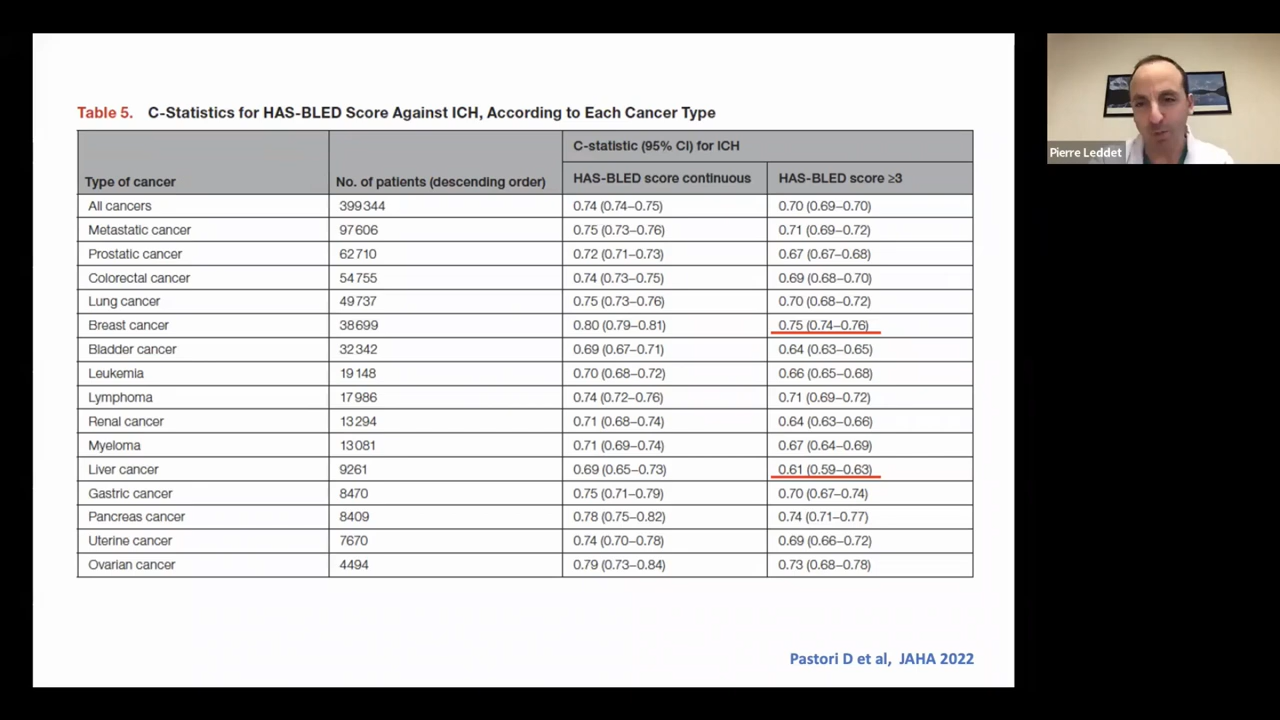 Table 5. C-Statistics for HAS-BLED Score Against ICH, According to Each Cancer Type
C-statistic (95% CI) for ICH
Type of cancer No. of patients (descending order) HAS-BLED score continuous HAS-BLED score ≥3
All cancers 399344 0.74 (0.74–0.75) 0.70 (0.69–0.70)
Metastatic cancer 97606 0.75 (0.73–0.76) 0.71 (0.69–0.72)
Prostatic cancer 62710 0.72 (0.71–0.73) 0.67 (0.67–0.68)
Colorectal cancer 54755 0.74 (0.73–0.75) 0.69 (0.68–0.70)
Lung cancer 49737 0.75 (0.73–0.76) 0.70 (0.68–0.72)
Breast cancer 38699 0.80 (0.79–0.81) 0.75 (0.74–0.76)
Bladder cancer 32342 0.69 (0.67–0.71) 0.64 (0.63–0.65)
Leukemia 19148 0.70 (0.68–0.72) 0.66 (0.65–0.68)
Lymphoma 17986 0.74 (0.72–0.76) 0.71 (0.69–0.72)
Renal cancer 13294 0.71 (0.68–0.74) 0.64 (0.63–0.66)
Myeloma 13081 0.71 (0.69–0.74) 0.67 (0.64–0.69)
Liver cancer 9261 0.69 (0.65–0.73) 0.61 (0.59–0.63)
Gastric cancer 8470 0.75 (0.71–0.79) 0.70 (0.67–0.74)
Pancreas cancer 8409 0.78 (0.75–0.82) 0.74 (0.71–0.77)
Uterine cancer 7670 0.74 (0.70–0.78) 0.69 (0.66–0.72)
Ovarian cancer 4494 0.79 (0.73–0.84) 0.73 (0.68–0.78)
Pastori D et al, JAHA 2022
Pierre Leddet